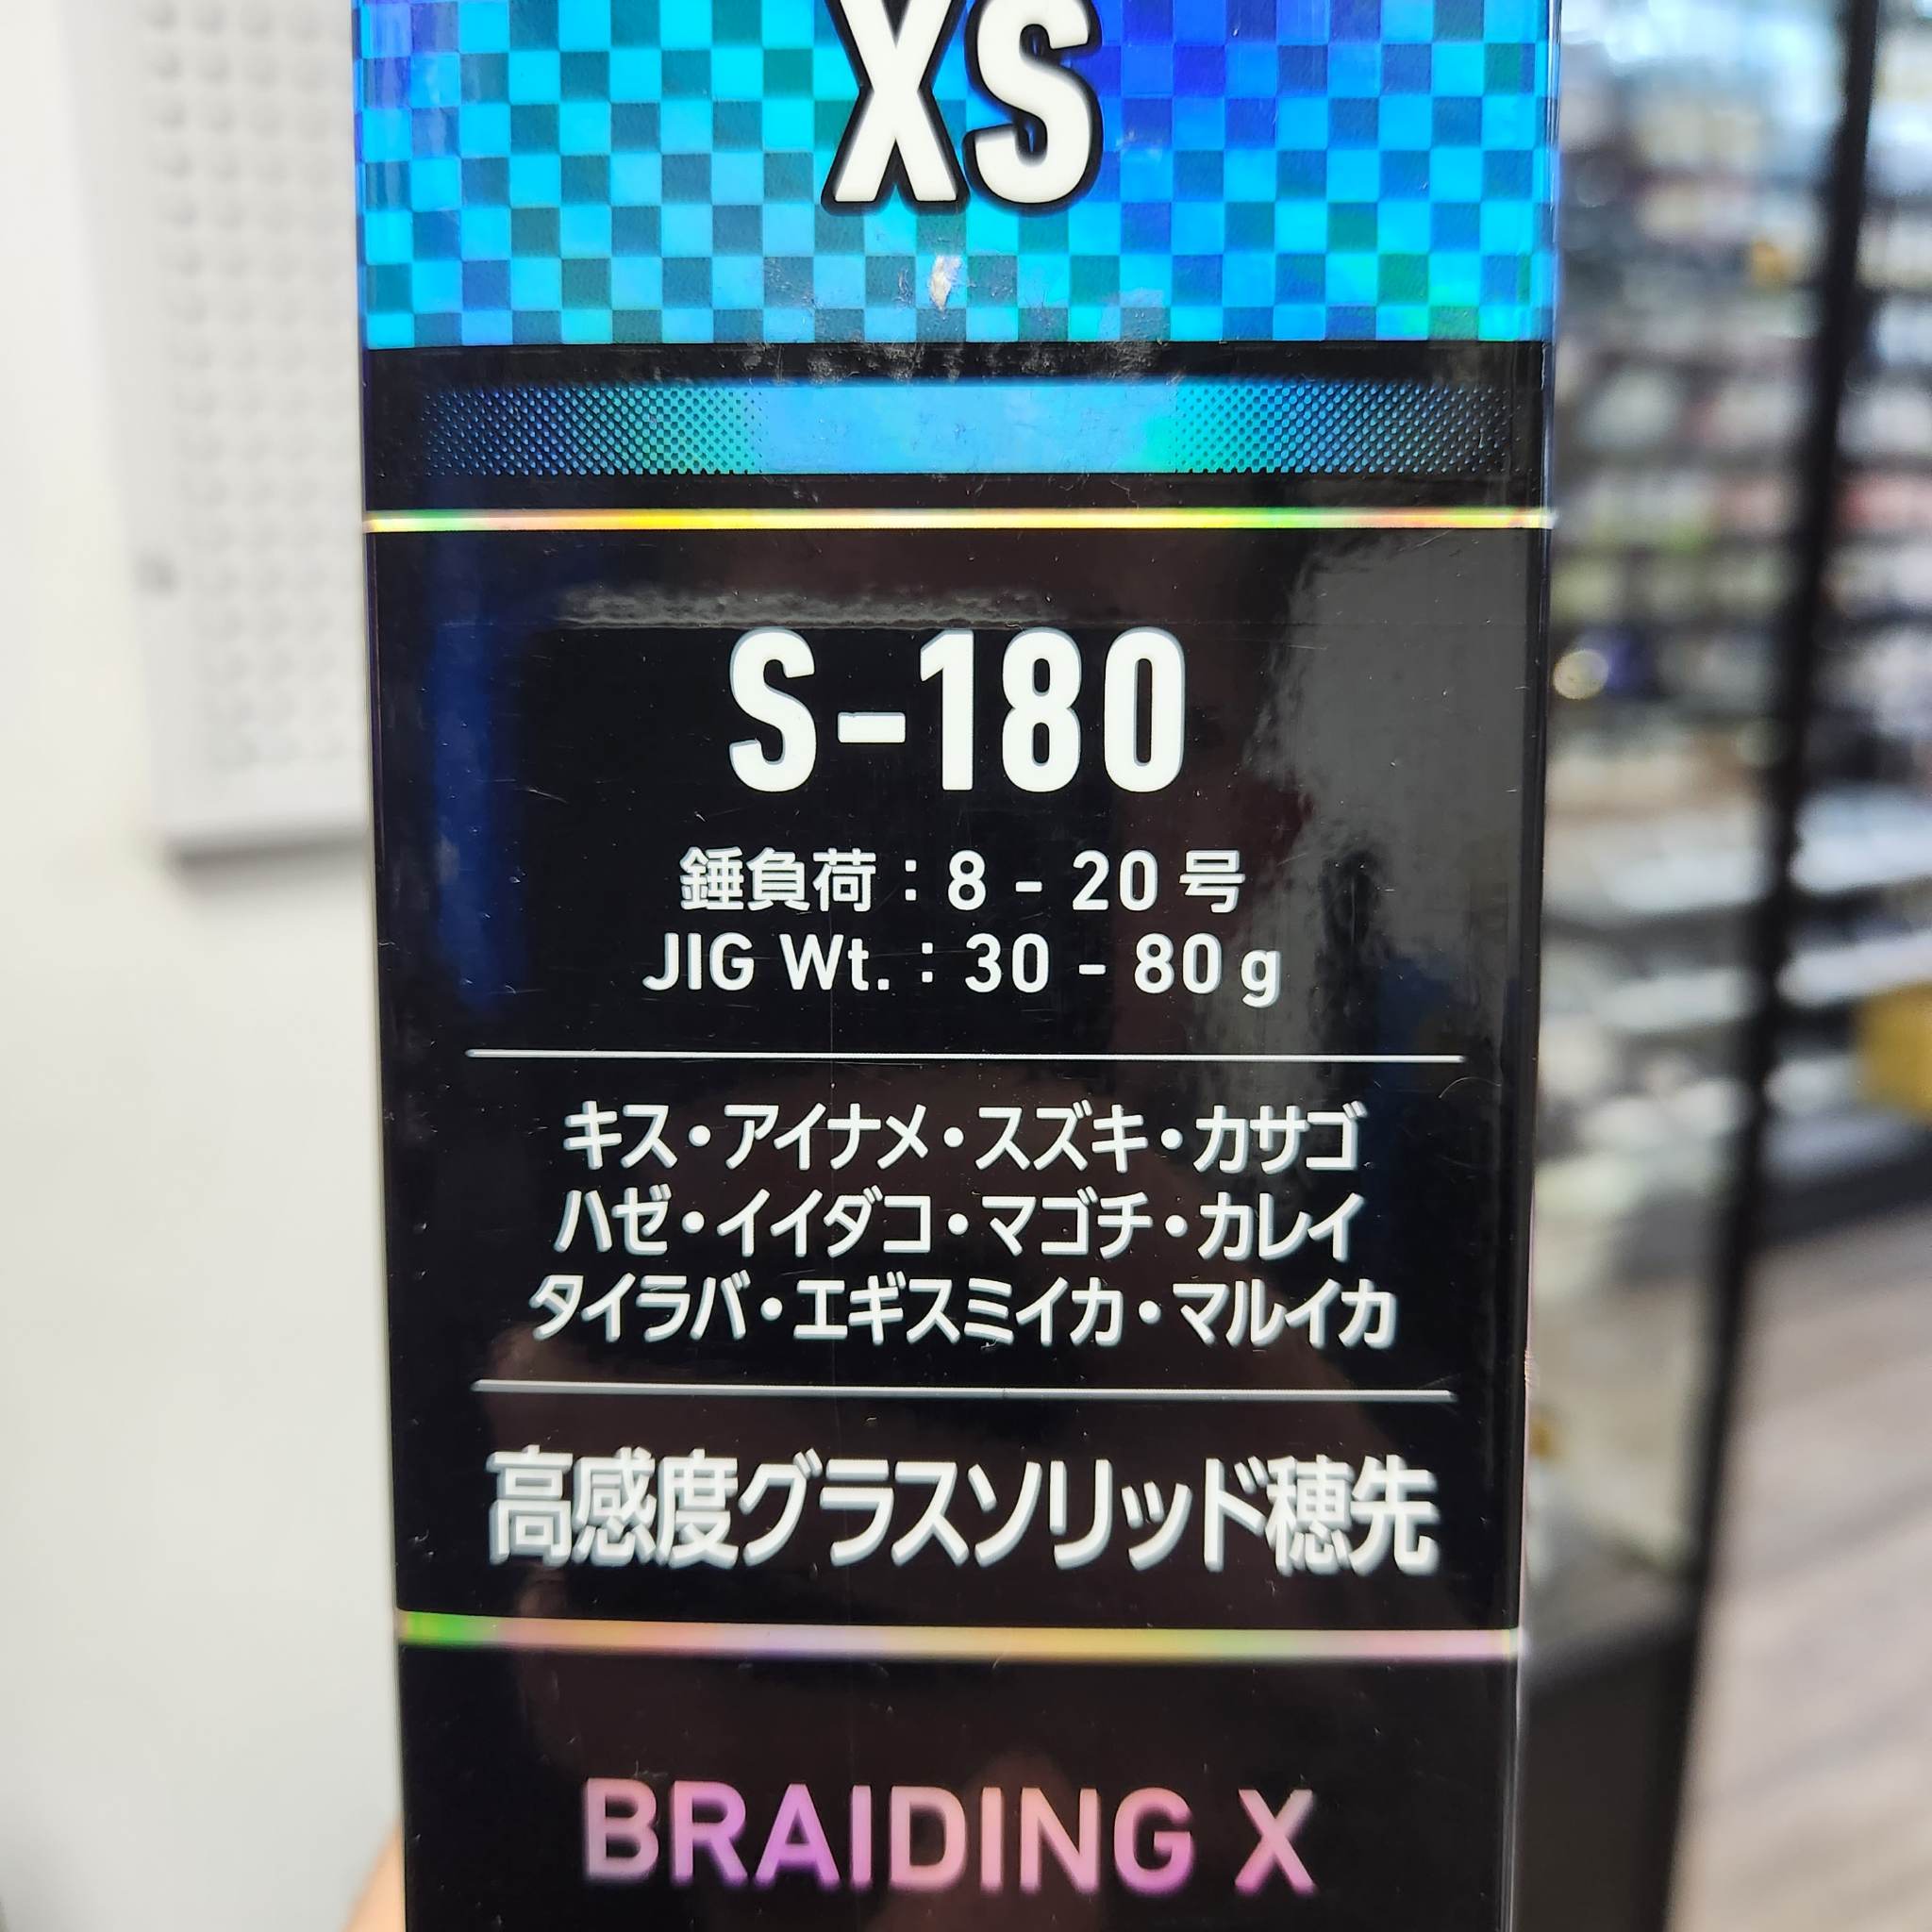 XS
S-180
錘負荷:8-20号
JIG Wt.:30-80g
キス・アイナメ・スズキ・カサゴ
ハゼ・イイダコ・マゴチ・カレイ
タイラバ・エギスミイカ・マルイカ
高感度グラスソリッド穂先
BRAIDING X